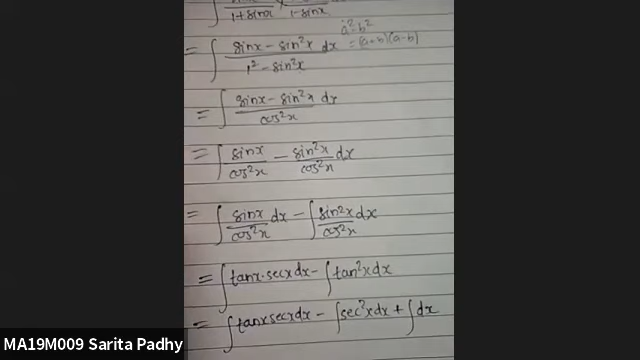 ∫ sinx/(1+sinx) × (1-sinx)
= ∫ (sinx - sin²x)/(1² - sin²x) dx
a²-b² = (a+b)(a-b)
= ∫ (sinx - sin²x)/cos²x dx
= ∫ sinx/cos²x - sin²x/cos²x dx
= ∫ sinx/cos²x dx - ∫ sin²x/cos²x dx
= ∫ tanx·secx dx - ∫ tan²x dx
= ∫ tanxsecx dx - ∫ sec²x dx + ∫ dx
MA19M009 Sarita Padhy